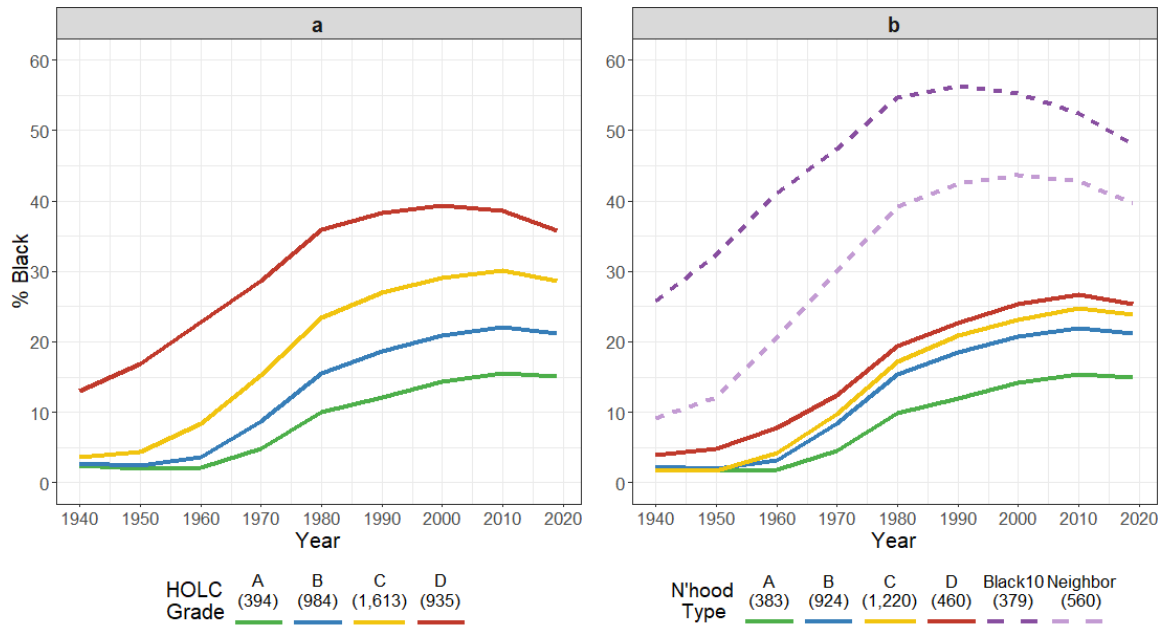 a
b
% Black
60
50
40
30
20
10
0
1940 1950 1960 1970 1980 1990 2000 2010 2020
Year
60
50
40
30
20
10
0
1940 1950 1960 1970 1980 1990 2000 2010 2020
Year
HOLC
Grade
A B C D
(394) (984) (1,613) (935)
N'hood
Type
A B C D Black10 Neighbor
(383) (924) (1,220) (460) (379) (560)